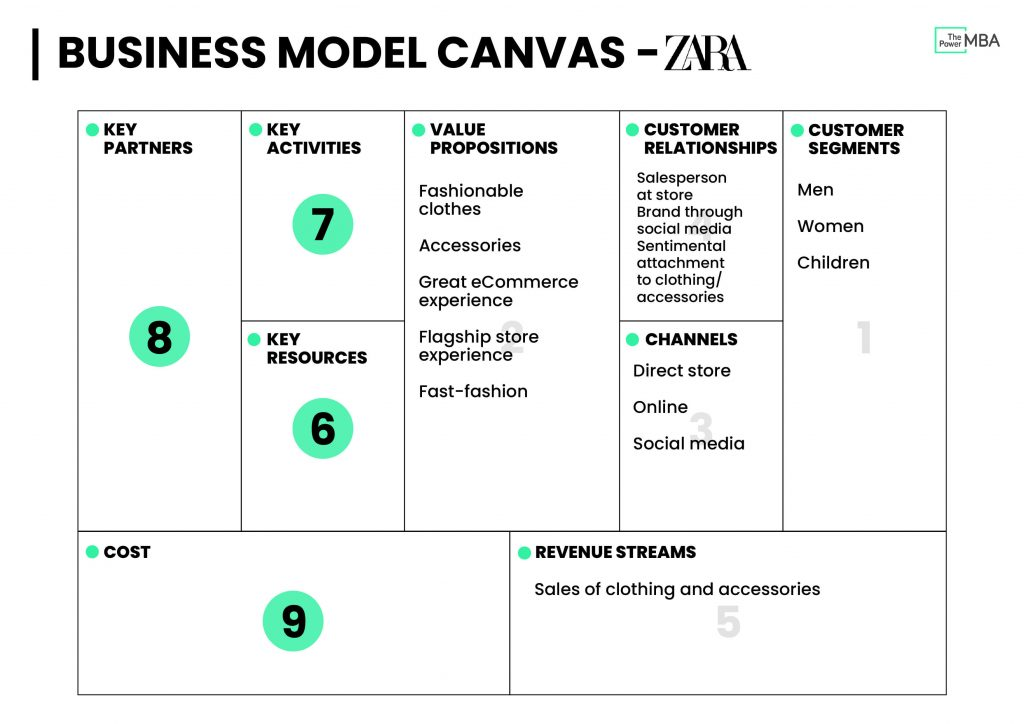 BUSINESS MODEL CANVAS - ZARA
The
Power MBA
KEY
PARTNERS
8
KEY
ACTIVITIES
7
KEY
RESOURCES
6
VALUE
PROPOSITIONS
Fashionable
clothes
Accessories
Great eCommerce
experience
Flagship store
experience
Fast-fashion
2
CUSTOMER
RELATIONSHIPS
Salesperson
at store
Brand through
social media
Sentimental
attachment
to clothing/
accessories
4
CHANNELS
Direct store
Online
Social media
3
CUSTOMER
SEGMENTS
Men
Women
Children
1
COST
9
REVENUE STREAMS
Sales of clothing and accessories
5